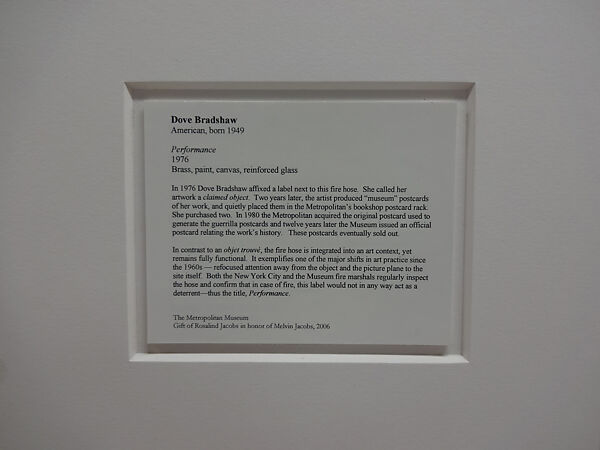 Dove Bradshaw
American, born 1949
Performance
1976
Brass, paint, canvas, reinforced glass
In 1976 Dove Bradshaw affixed a label next to this fire hose. She called her
artwork a claimed object. Two years later, the artist produced “museum” postcards
of her work, and quietly placed them in the Metropolitan’s bookshop postcard rack.
She purchased two. In 1980 the Metropolitan acquired the original postcard used to
generate the guerrilla postcards and twelve years later the Museum issued an official
postcard relating the work’s history. These postcards eventually sold out.
In contrast to an objet trouvé, the fire hose is integrated into an art context, yet
remains fully functional. It exemplifies one of the major shifts in art practice since
the 1960s — refocused attention away from the object and the picture plane to the
site itself. Both the New York City and the Museum fire marshals regularly inspect
the hose and confirm that in case of fire, this label would not in any way act as a
deterrent—thus the title, Performance.
The Metropolitan Museum
Gift of Rosalind Jacobs in honor of Melvin Jacobs, 2006